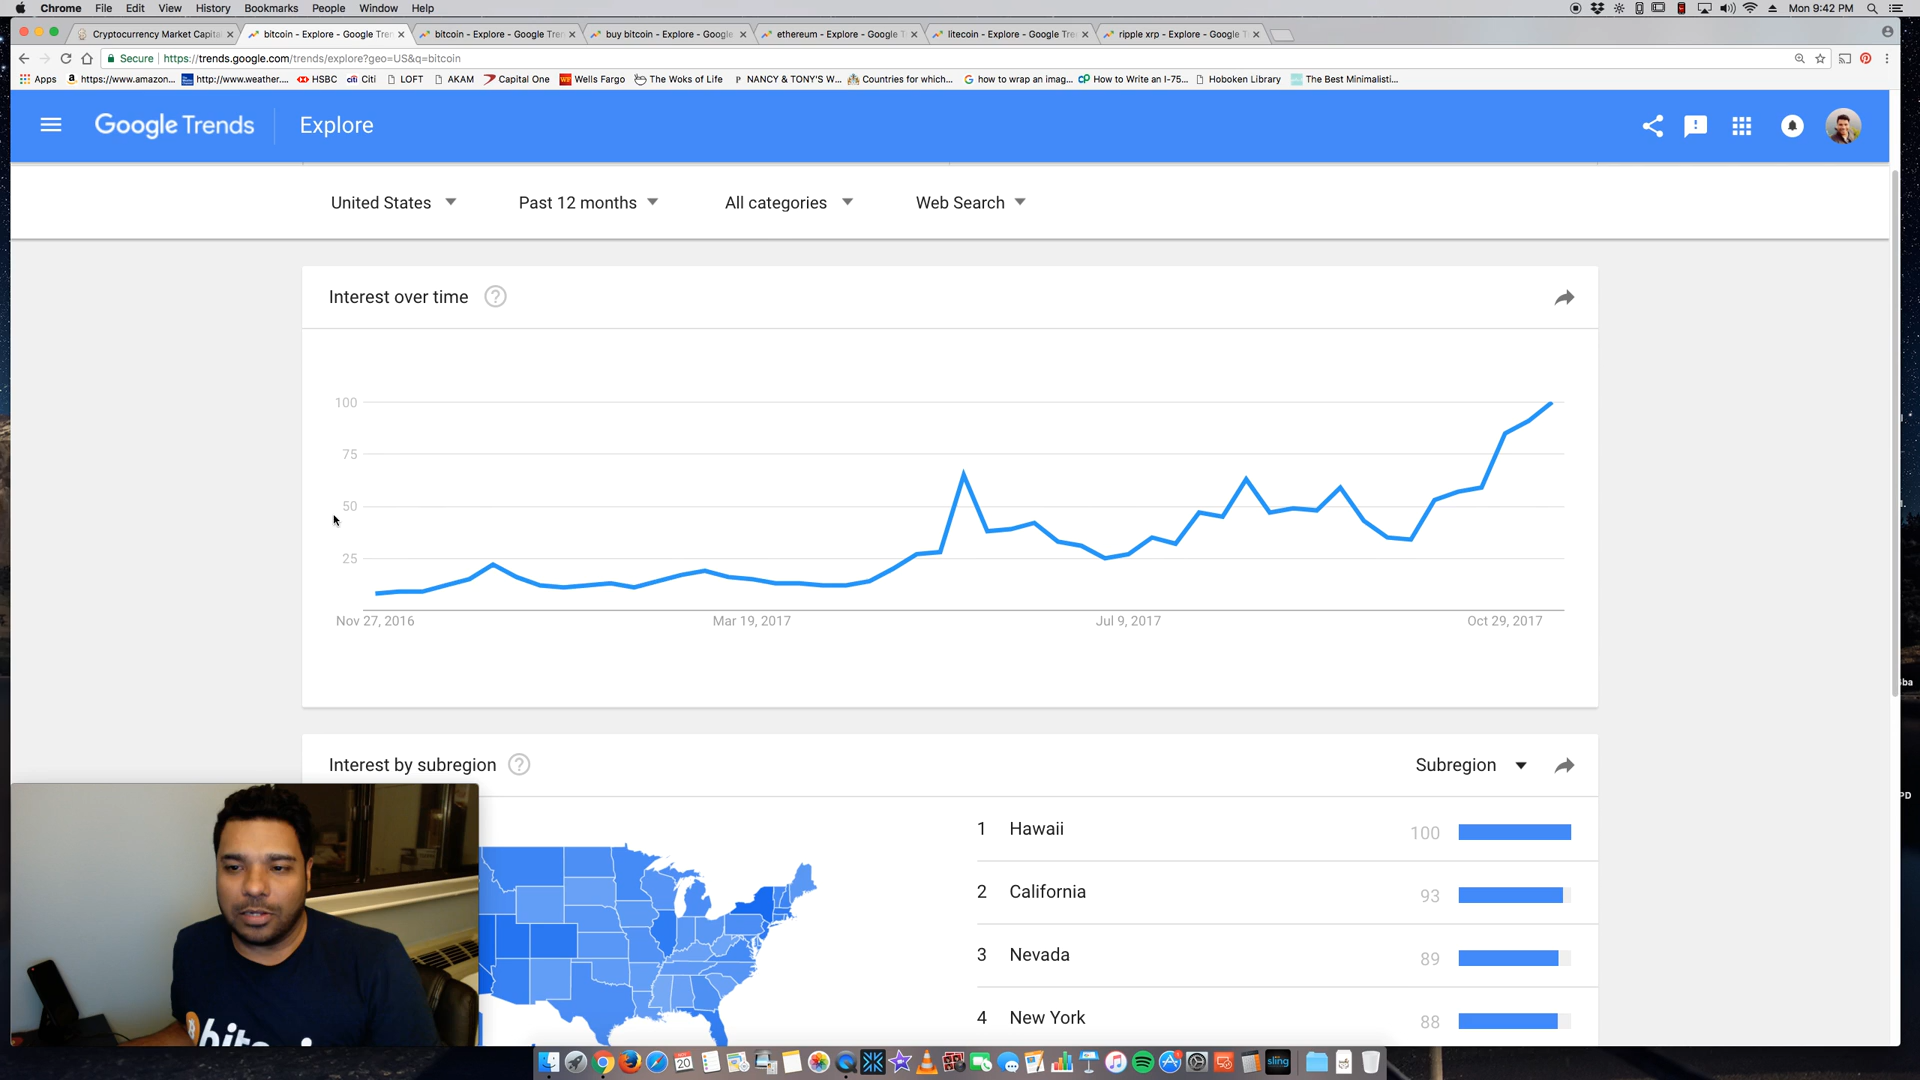 Chrome File Edit View History Bookmarks People Window Help Mon 9:42 PM
Cryptocurrency Market Capita bitcoin - Explore - Google Tren bitcoin - Explore - Google Tren buy bitcoin - Explore - Google ethereum - Explore - Google T litecoin - Explore - Google Tre ripple xrp - Explore - Google T
Secure https://trends.google.com/trends/explore?geo=US&q=bitcoin
Apps https://www.amazon... http://www.weather.... HSBC citi Citi LOFT AKAM Capital One Wells Fargo The Woks of Life P NANCY & TONY'S W... Countries for which... G how to wrap an imag... CP How to Write an I-75... Hoboken Library The Best Minimalisti...
Google Trends Explore
United States Past 12 months All categories Web Search
Interest over time ?
100
75
50
25
Nov 27, 2016 Mar 19, 2017 Jul 9, 2017 Oct 29, 2017
Interest by subregion ? Subregion
1 Hawaii 100
2 California 93
3 Nevada 89
4 New York 88
20 sling